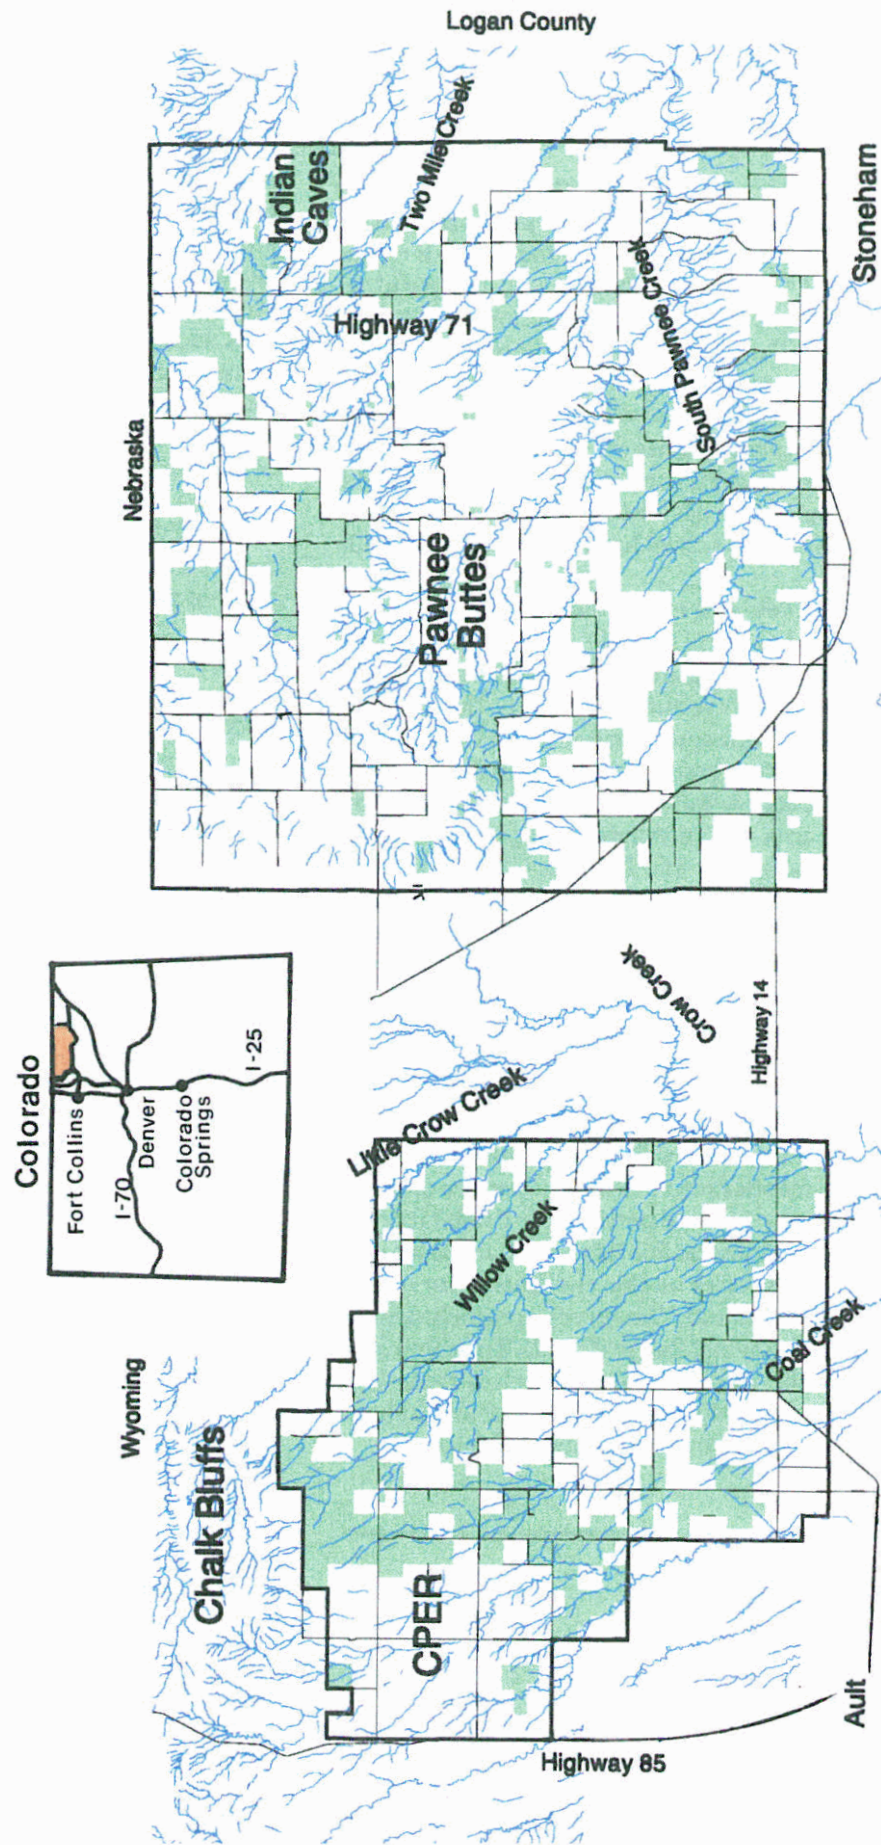 Logan County
Indian
Caves
Two Mile Creek
Highway 71
South Pawnee Creek
Stoneham
Nebraska
Pawnee
Buttes
Colorado
Fort Collins
I-70
Denver
Colorado
Springs
I-25
Crow Creek
Highway 14
Little Crow Creek
Willow Creek
Coal Creek
Wyoming
Chalk Bluffs
CPER
Ault
Highway 85